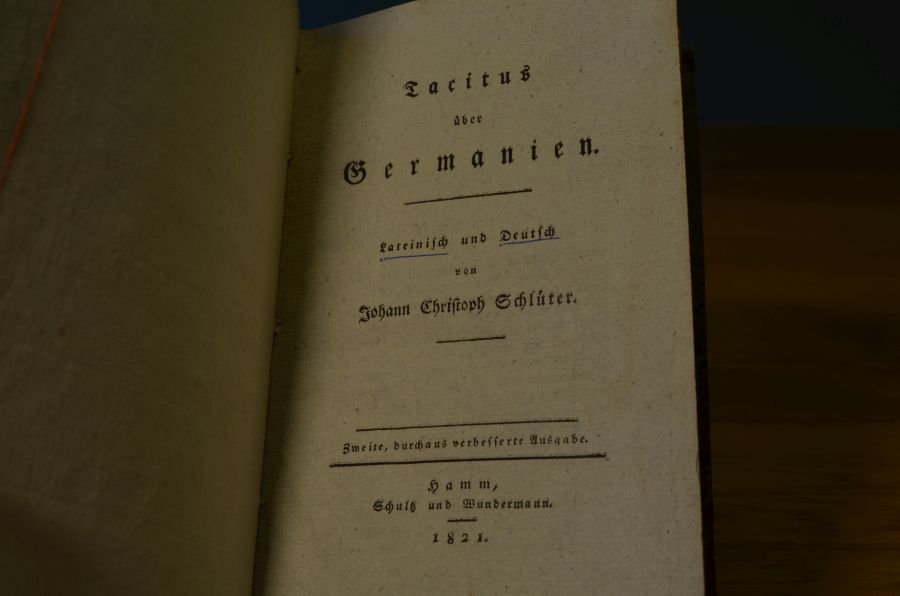 Tacitus
über
Germanien.
Lateinisch und Deutsch
von
Johann Christoph Schlüter.
Zweite, durchaus verbesserte Ausgabe.
Hamm,
Schultz und Wundermann.
1821.